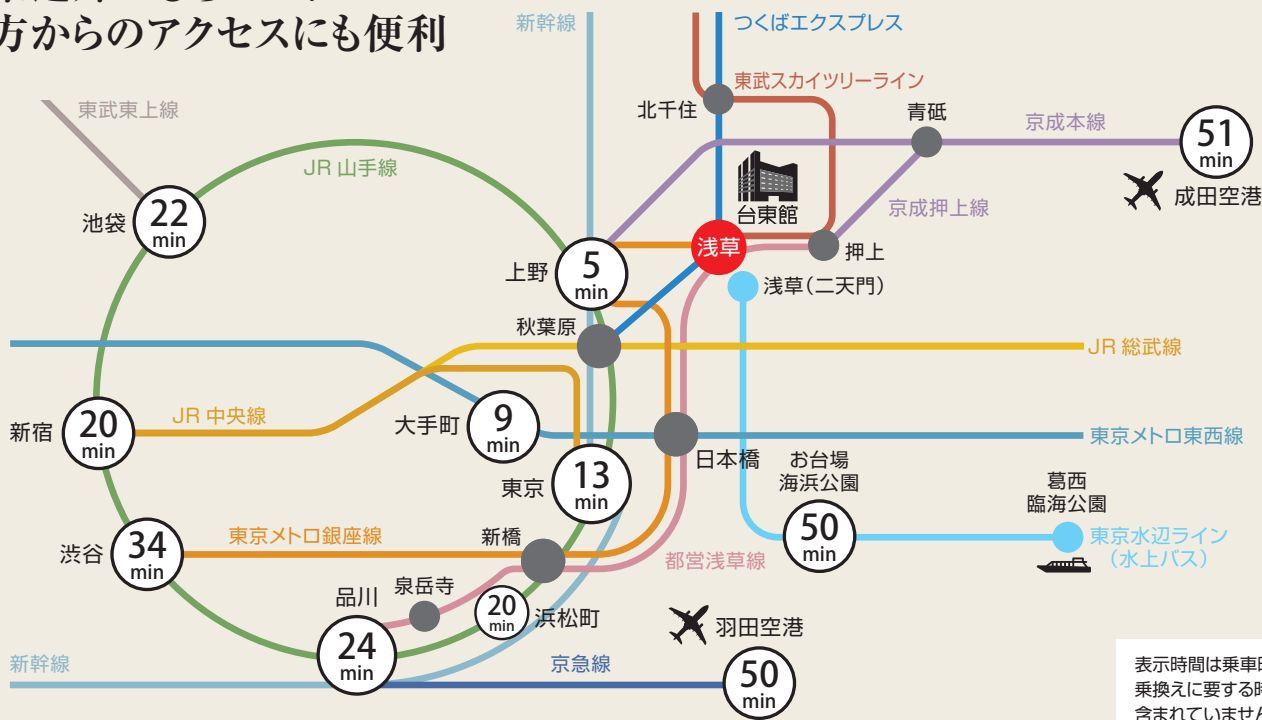 方からのアクセスにも便利
新幹線
つくばエクスプレス
東武スカイツリーライン
東武東上線
北千住
青砥
京成本線
51
min
成田空港
JR 山手線
池袋
22
min
台東館
京成押上線
上野
5
min
浅草
押上
浅草（二天門）
秋葉原
JR 総武線
新宿
20
min
JR 中央線
大手町
9
min
日本橋
東京メトロ東西線
東京
13
min
お台場
海浜公園
50
min
葛西
臨海公園
東京水辺ライン
（水上バス）
渋谷
34
min
東京メトロ銀座線
新橋
都営浅草線
品川
24
min
泉岳寺
20
min
浜松町
羽田空港
50
min
新幹線
京急線
表示時間は乗車
乗換えに要する
含まれていません